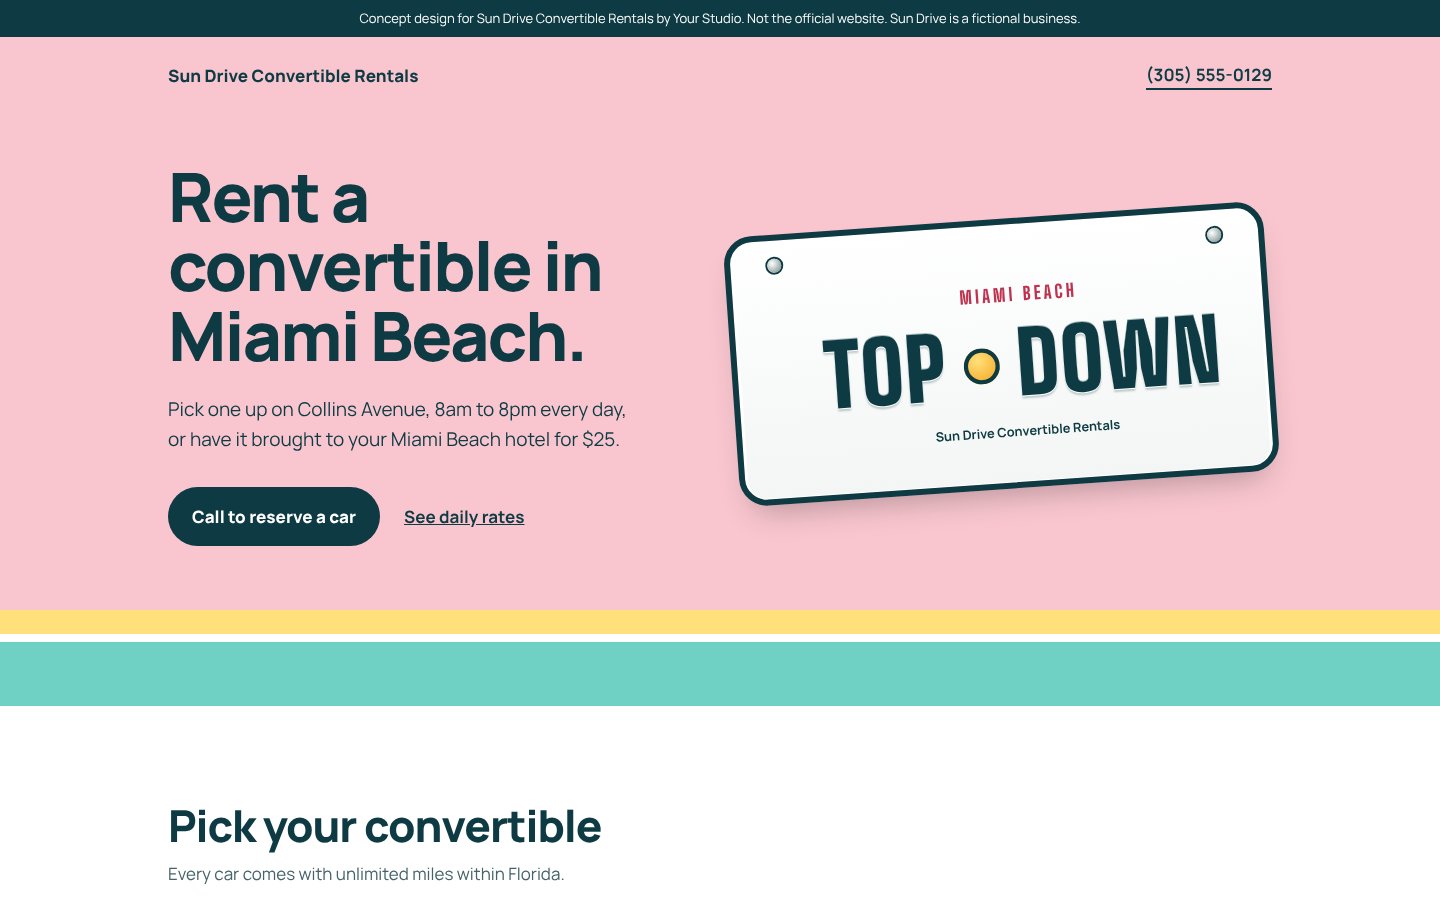 Concept design for Sun Drive Convertible Rentals by Your Studio. Not the official website. Sun Drive is a fictional business.
Sun Drive Convertible Rentals
(305) 555-0129
Rent a
convertible in
Miami Beach.
Pick one up on Collins Avenue, 8am to 8pm every day,
or have it brought to your Miami Beach hotel for $25.
Call to reserve a car
See daily rates
MIAMI BEACH
TOP DOWN
Sun Drive Convertible Rentals
Pick your convertible
Every car comes with unlimited miles within Florida.